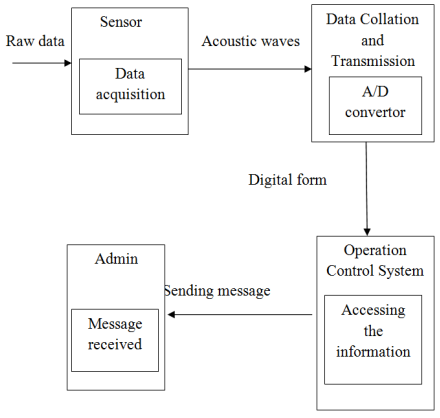 Raw data
Sensor
Data
acquisition
Acoustic waves
Data Collation
and
Transmission
A/D
convertor
Digital form
Operation
Control System
Accessing
the
information
Sending message
Admin
Message
received